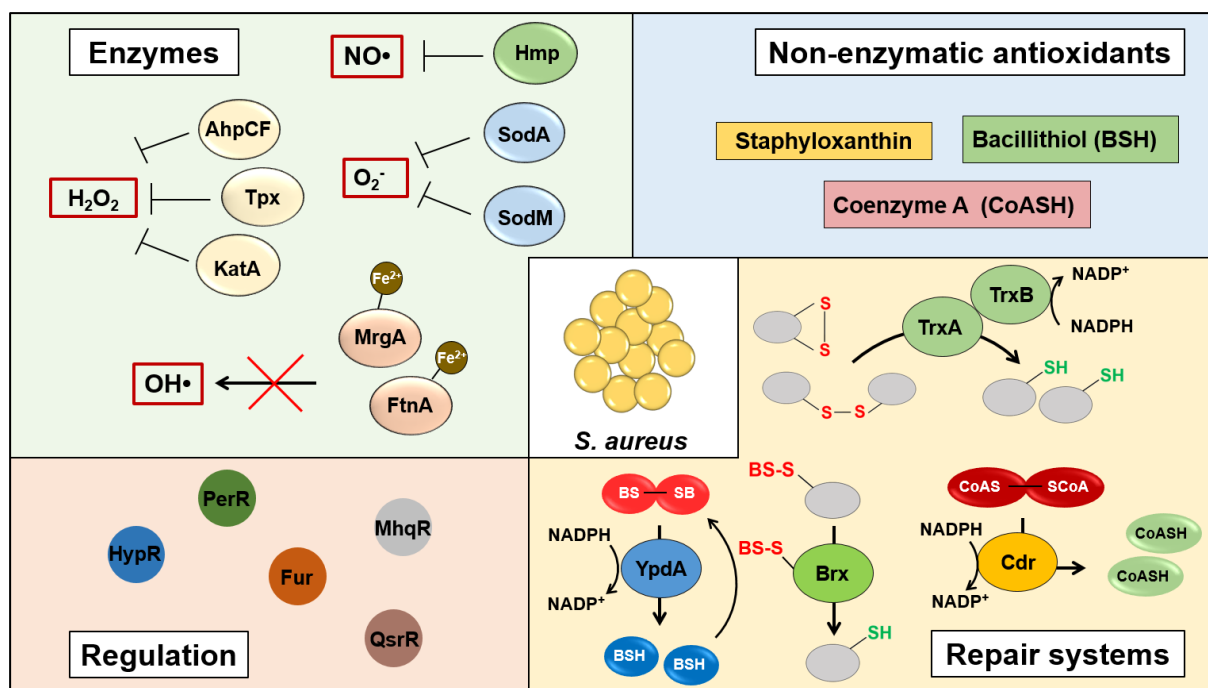 Enzymes
NO•
Hmp
AhpCF
SodA
H₂O₂
Tpx
O₂⁻
SodM
KatA
Fe²⁺
MrgA
Fe²⁺
OH•
FtnA
Non-enzymatic antioxidants
Staphyloxanthin
Bacillithiol (BSH)
Coenzyme A (CoASH)
S. aureus
S
S
TrxB
TrxA
NADP⁺
NADPH
SH
SH
S
S
PerR
HypR
MhqR
Fur
QsrR
Regulation
BS
SB
NADPH
YpdA
NADP⁺
BSH
BSH
BS-S
BS-S
Brx
SH
CoAS
SCoA
NADPH
Cdr
NADP⁺
CoASH
CoASH
Repair systems